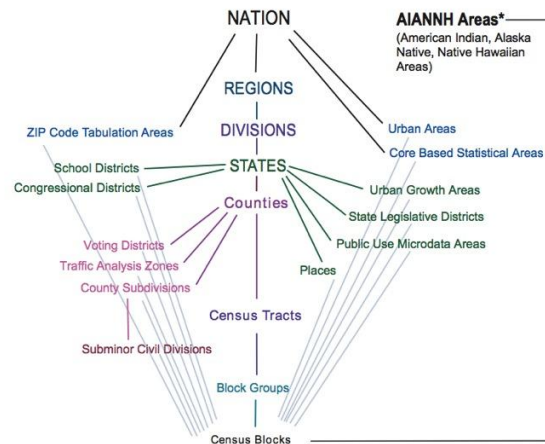 NATION
AIANNH Areas*
(American Indian, Alaska
Native, Native Hawaiian
Areas)
REGIONS
ZIP Code Tabulation Areas
DIVISIONS
Urban Areas
Core Based Statistical Areas
School Districts
STATES
Congressional Districts
Urban Growth Areas
Counties
State Legislative Districts
Voting Districts
Public Use Microdata Areas
Traffic Analysis Zones
Places
County Subdivisions
Census Tracts
Subminor Civil Divisions
Block Groups
Census Blocks